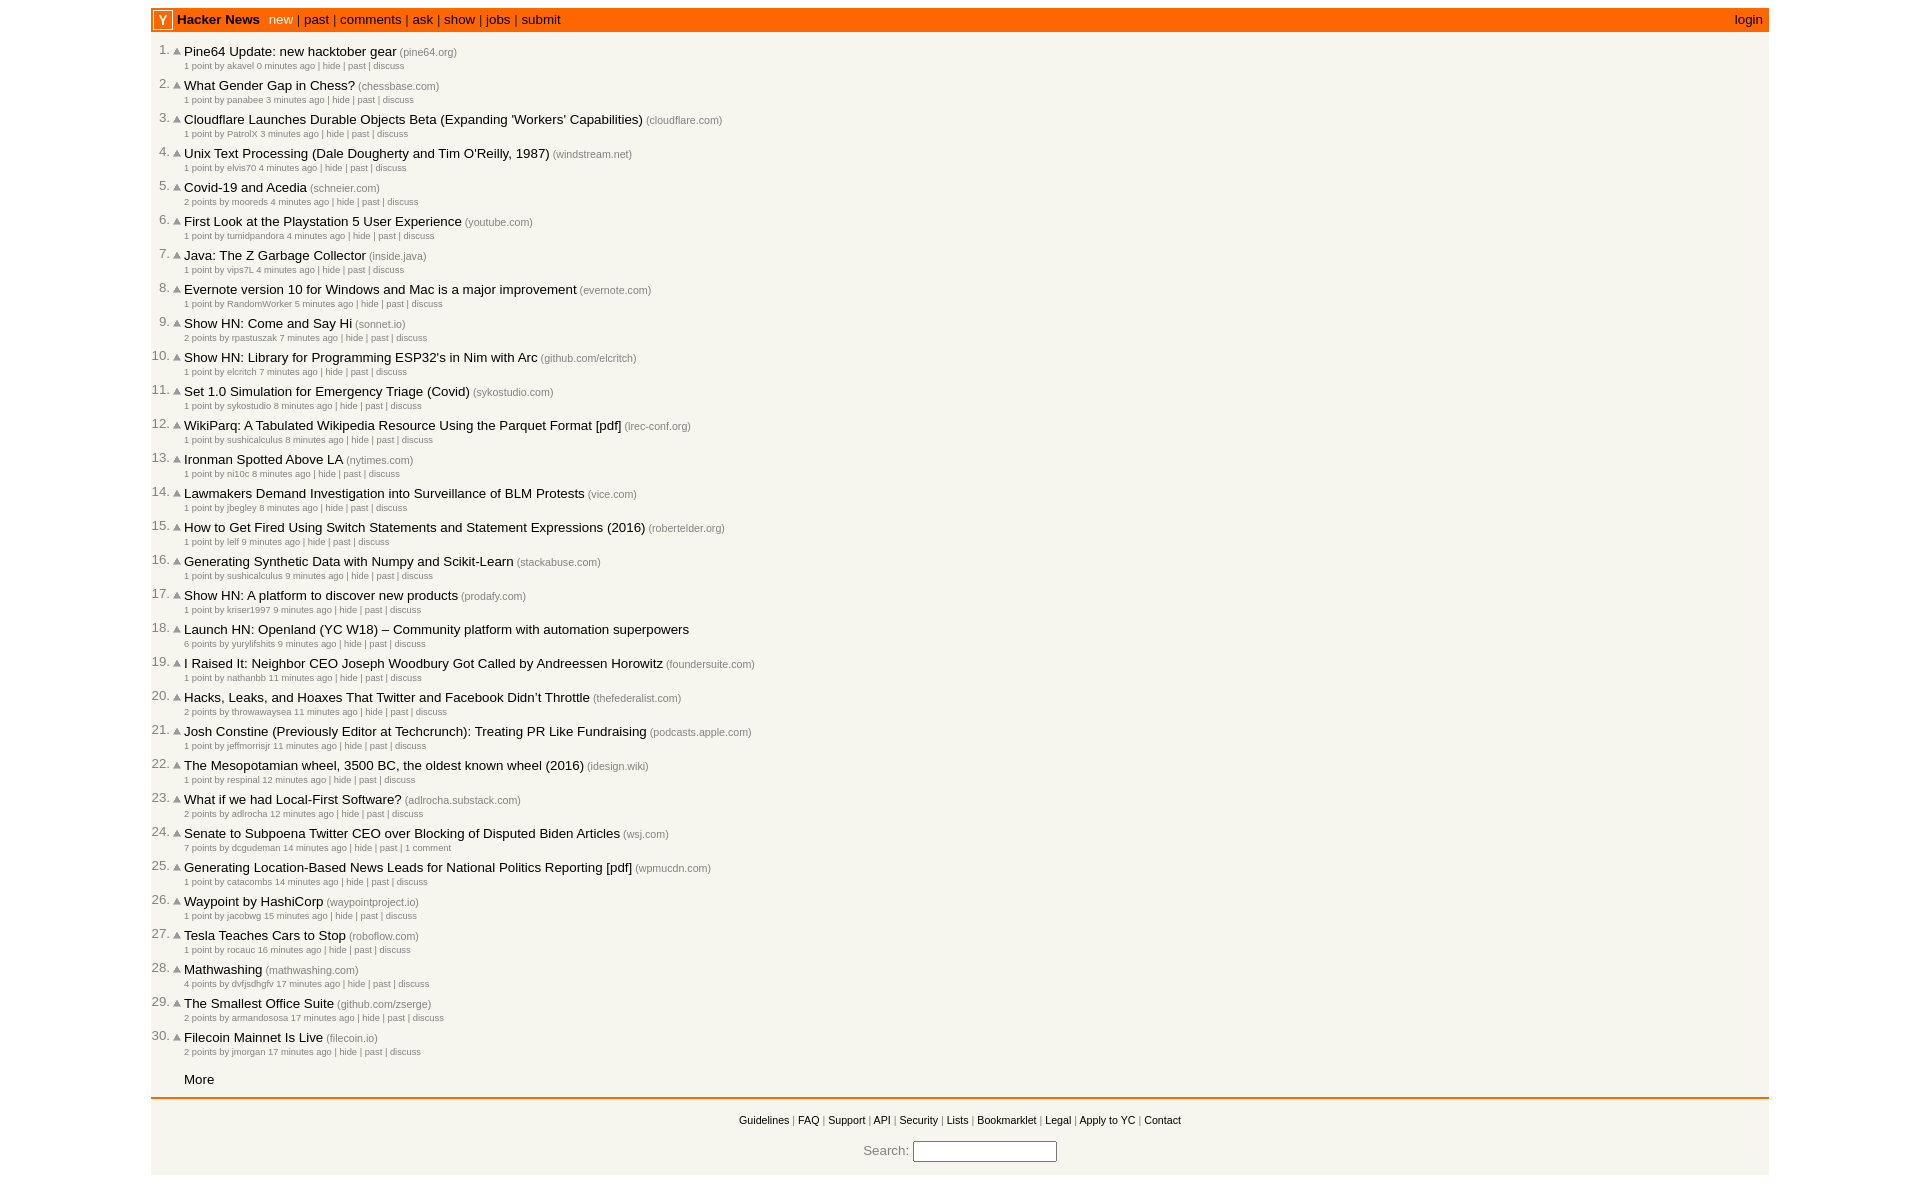 Y Hacker News new | past | comments | ask | show | jobs | submit login
1. Pine64 Update: new hacktober gear (pine64.org)
1 point by akavel 0 minutes ago | hide | past | discuss
2. What Gender Gap in Chess? (chessbase.com)
1 point by panabee 3 minutes ago | hide | past | discuss
3. Cloudflare Launches Durable Objects Beta (Expanding 'Workers' Capabilities) (cloudflare.com)
1 point by PatrolX 3 minutes ago | hide | past | discuss
4. Unix Text Processing (Dale Dougherty and Tim O'Reilly, 1987) (windstream.net)
1 point by elvis70 4 minutes ago | hide | past | discuss
5. Covid-19 and Acedia (schneier.com)
2 points by mooreds 4 minutes ago | hide | past | discuss
6. First Look at the Playstation 5 User Experience (youtube.com)
1 point by tumidpandora 4 minutes ago | hide | past | discuss
7. Java: The Z Garbage Collector (inside.java)
1 point by vips7L 4 minutes ago | hide | past | discuss
8. Evernote version 10 for Windows and Mac is a major improvement (evernote.com)
1 point by RandomWorker 5 minutes ago | hide | past | discuss
9. Show HN: Come and Say Hi (sonnet.io)
2 points by rpastuszak 7 minutes ago | hide | past | discuss
10. Show HN: Library for Programming ESP32's in Nim with Arc (github.com/elcritch)
1 point by elcritch 7 minutes ago | hide | past | discuss
11. Set 1.0 Simulation for Emergency Triage (Covid) (sykostudio.com)
1 point by sykostudio 8 minutes ago | hide | past | discuss
12. WikiParq: A Tabulated Wikipedia Resource Using the Parquet Format [pdf] (lrec-conf.org)
1 point by sushicalculus 8 minutes ago | hide | past | discuss
13. Ironman Spotted Above LA (nytimes.com)
1 point by ni10c 8 minutes ago | hide | past | discuss
14. Lawmakers Demand Investigation into Surveillance of BLM Protests (vice.com)
1 point by jbegley 8 minutes ago | hide | past | discuss
15. How to Get Fired Using Switch Statements and Statement Expressions (2016) (robertelder.org)
1 point by lelf 9 minutes ago | hide | past | discuss
16. Generating Synthetic Data with Numpy and Scikit-Learn (stackabuse.com)
1 point by sushicalculus 9 minutes ago | hide | past | discuss
17. Show HN: A platform to discover new products (prodafy.com)
1 point by kriser1997 9 minutes ago | hide | past | discuss
18. Launch HN: Openland (YC W18) – Community platform with automation superpowers
6 points by yurylifshits 9 minutes ago | hide | past | discuss
19. I Raised It: Neighbor CEO Joseph Woodbury Got Called by Andreessen Horowitz (foundersuite.com)
1 point by nathanbb 11 minutes ago | hide | past | discuss
20. Hacks, Leaks, and Hoaxes That Twitter and Facebook Didn’t Throttle (thefederalist.com)
2 points by throwawaysea 11 minutes ago | hide | past | discuss
21. Josh Constine (Previously Editor at Techcrunch): Treating PR Like Fundraising (podcasts.apple.com)
1 point by jeffmorrisjr 11 minutes ago | hide | past | discuss
22. The Mesopotamian wheel, 3500 BC, the oldest known wheel (2016) (idesign.wiki)
1 point by respinal 12 minutes ago | hide | past | discuss
23. What if we had Local-First Software? (adlrocha.substack.com)
2 points by adlrocha 12 minutes ago | hide | past | discuss
24. Senate to Subpoena Twitter CEO over Blocking of Disputed Biden Articles (wsj.com)
7 points by dcgudeman 14 minutes ago | hide | past | 1 comment
25. Generating Location-Based News Leads for National Politics Reporting [pdf] (wpmucdn.com)
1 point by catacombs 14 minutes ago | hide | past | discuss
26. Waypoint by HashiCorp (waypointproject.io)
1 point by jacobwg 15 minutes ago | hide | past | discuss
27. Tesla Teaches Cars to Stop (roboflow.com)
1 point by rocauc 16 minutes ago | hide | past | discuss
28. Mathwashing (mathwashing.com)
4 points by dvfjsdhgfv 17 minutes ago | hide | past | discuss
29. The Smallest Office Suite (github.com/zserge)
2 points by armandososa 17 minutes ago | hide | past | discuss
30. Filecoin Mainnet Is Live (filecoin.io)
2 points by jmorgan 17 minutes ago | hide | past | discuss
More
Guidelines | FAQ | Support | API | Security | Lists | Bookmarklet | Legal | Apply to YC | Contact
Search: